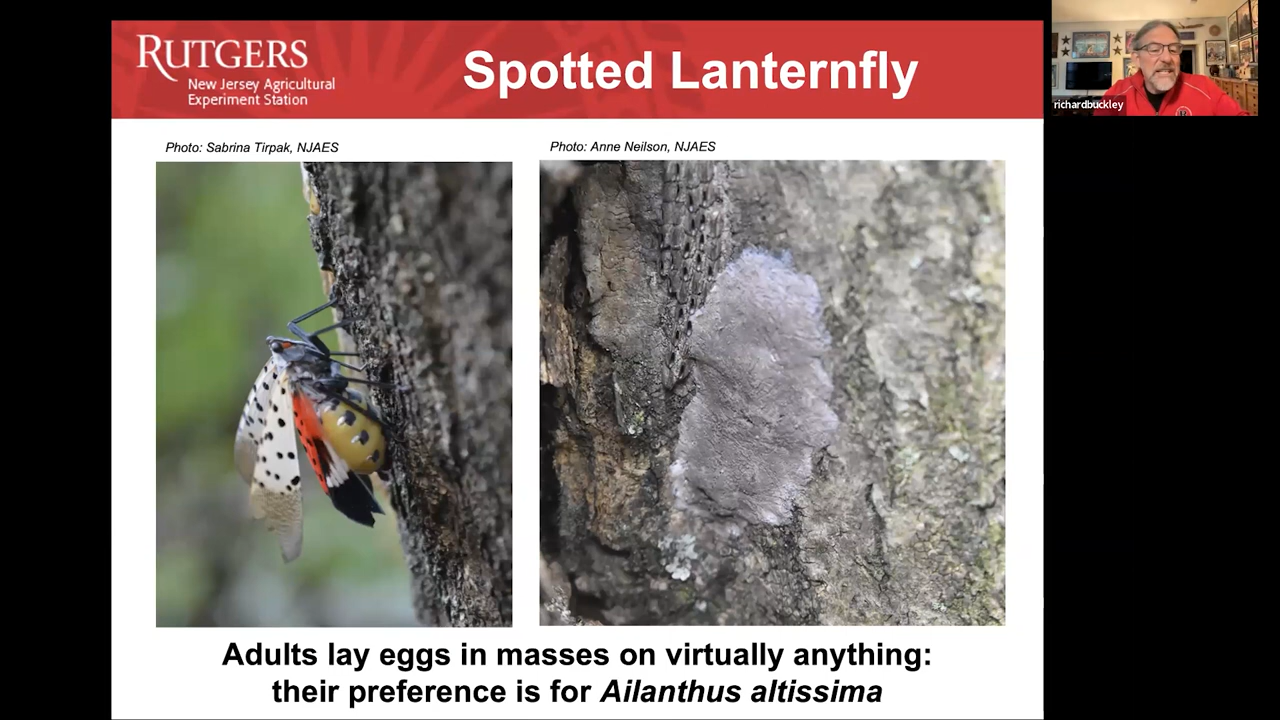 RUTGERS
New Jersey Agricultural
Experiment Station
Spotted Lanternfly
richardbuckley
Photo: Sabrina Tirpak, NJAES
Photo: Anne Neilson, NJAES
Adults lay eggs in masses on virtually anything:
their preference is for Ailanthus altissima